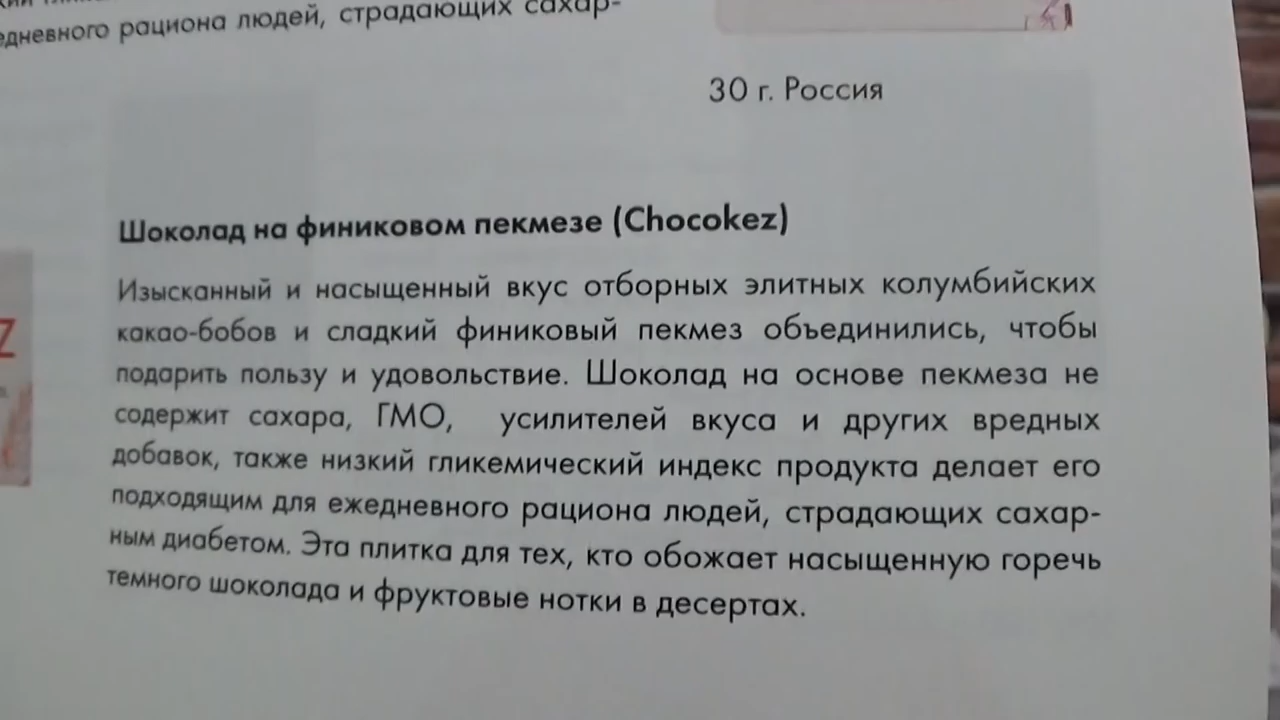 едневного рациона людей, страдающих сахар-
30 г. Россия
Шоколад на финиковом пекмезе (Chocokez)
Изысканный и насыщенный вкус отборных элитных колумбийских
какао-бобов и сладкий финиковый пекмез объединились, чтобы
подарить пользу и удовольствие. Шоколад на основе пекмеза не
содержит сахара, ГМО, усилителей вкуса и других вредных
добавок, также низкий гликемический индекс продукта делает его
подходящим для ежедневного рациона людей, страдающих сахар-
ным диабетом. Эта плитка для тех, кто обожает насыщенную горечь
темного шоколада и фруктовые нотки в десертах.
Z